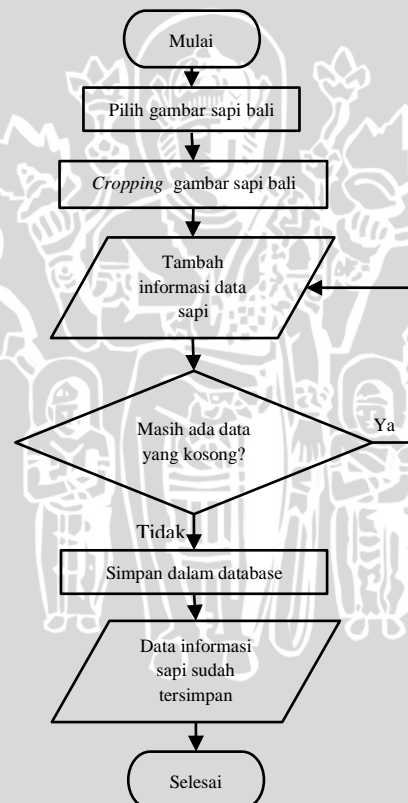 Mulai
Pilih gambar sapi bali
Cropping gambar sapi bali
Tambah
informasi data
sapi
Masih ada data
yang kosong?
Ya
Tidak
Simpan dalam database
Data informasi
sapi sudah
tersimpan
Selesai